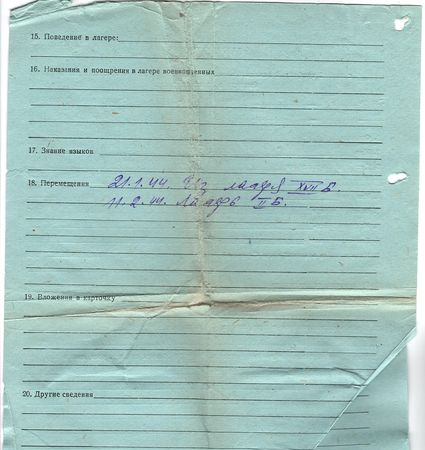 15. Поведение в лагере:
16. Наказания и поощрения в лагере военнопленных
17. Знание языков
18. Перемещения 21.1.44. Из лагеря XVII Б.
11.2.44. Лагерь II Б.
19. Вложения в карточку
20. Другие сведения